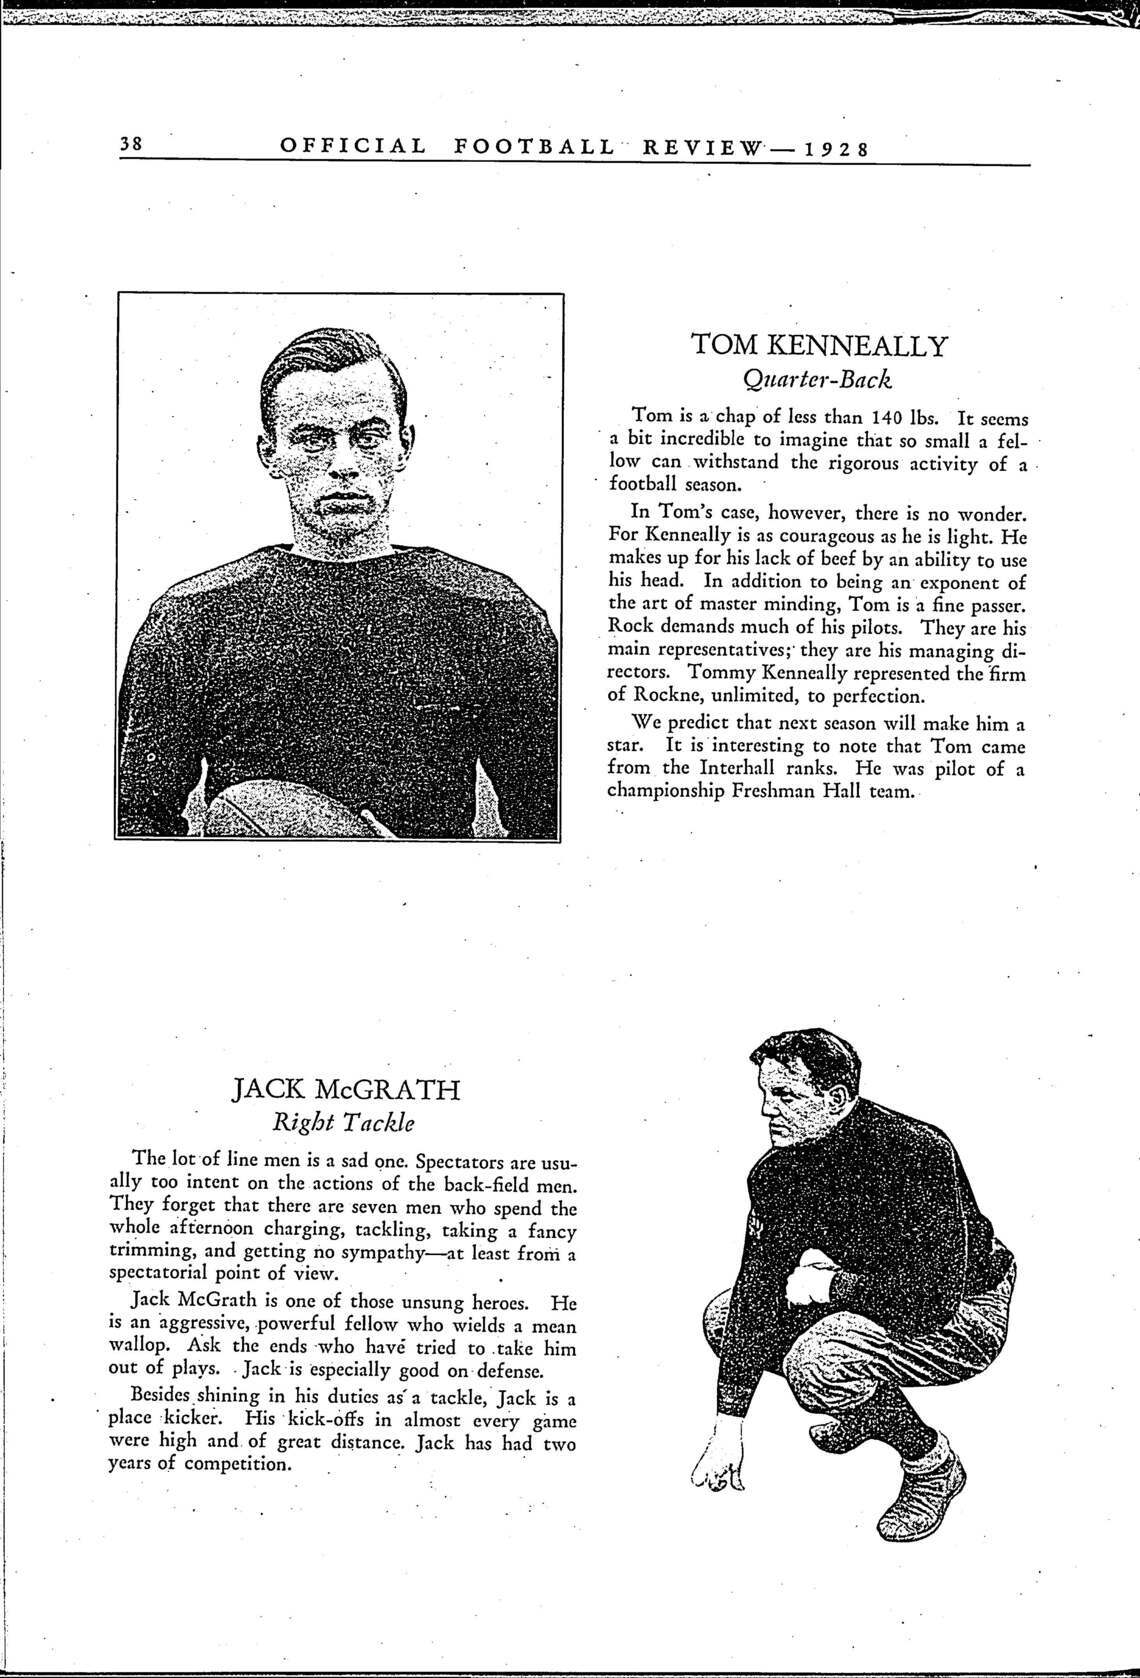 38
OFFICIAL FOOTBALL REVIEW — 1928
TOM KENNEALLY
Quarter-Back
Tom is a chap of less than 140 lbs. It seems
a bit incredible to imagine that so small a fel-
low can withstand the rigorous activity of a
football season.
In Tom's case, however, there is no wonder.
For Kenneally is as courageous as he is light. He
makes up for his lack of beef by an ability to use
his head. In addition to being an exponent of
the art of master minding, Tom is a fine passer.
Rock demands much of his pilots. They are his
main representatives; they are his managing di-
rectors. Tommy Kenneally represented the firm
of Rockne, unlimited, to perfection.
We predict that next season will make him a
star. It is interesting to note that Tom came
from the Interhall ranks. He was pilot of a
championship Freshman Hall team.
JACK McGRATH
Right Tackle
The lot of line men is a sad one. Spectators are usu-
ally too intent on the actions of the back-field men.
They forget that there are seven men who spend the
whole afternoon charging, tackling, taking a fancy
trimming, and getting no sympathy—at least from a
spectatorial point of view.
Jack McGrath is one of those unsung heroes. He
is an aggressive, powerful fellow who wields a mean
wallop. Ask the ends who have tried to take him
out of plays. Jack is especially good on defense.
Besides shining in his duties as a tackle, Jack is a
place kicker. His kick-offs in almost every game
were high and of great distance. Jack has had two
years of competition.